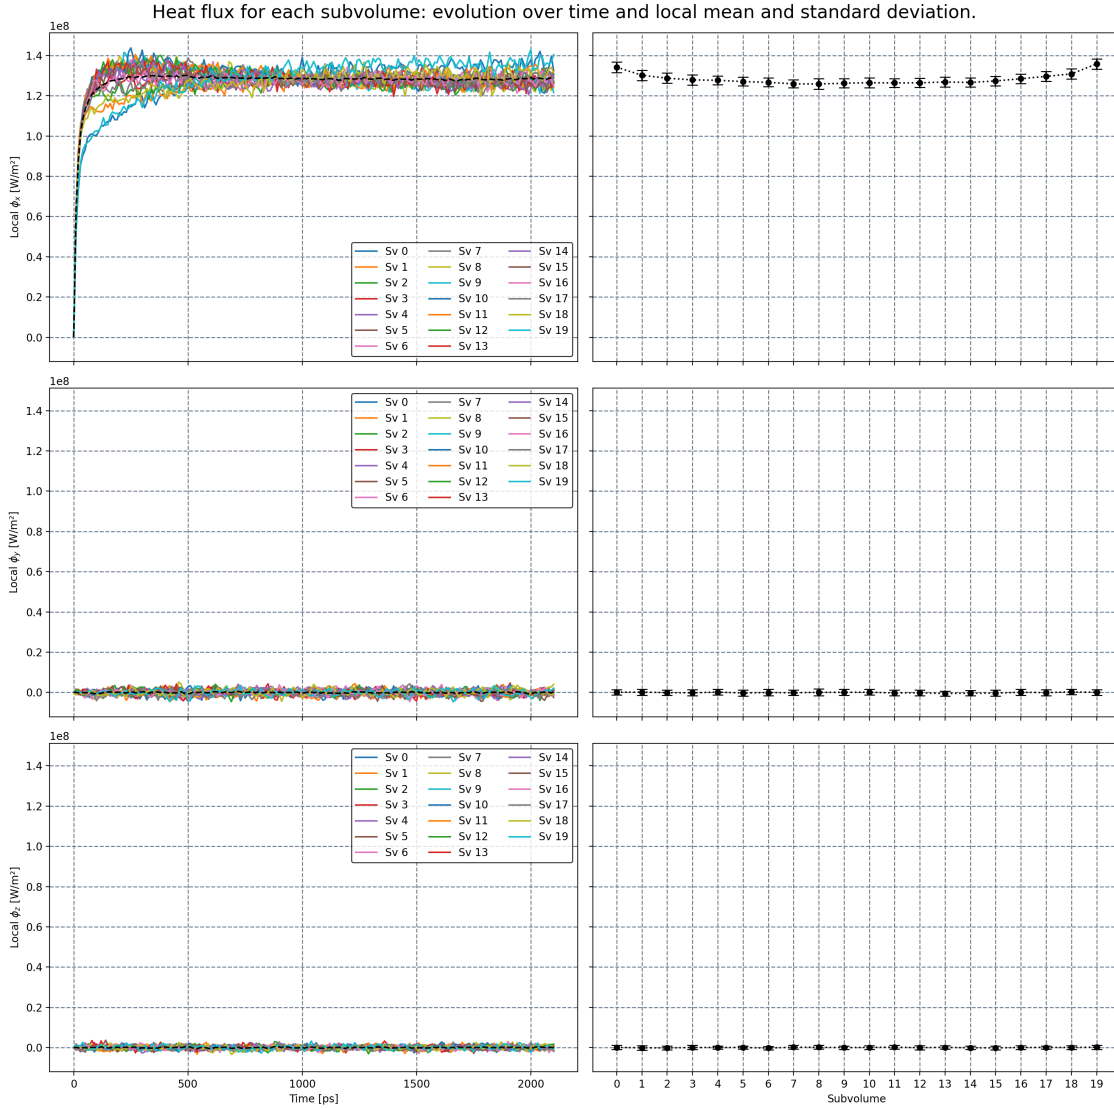 Heat flux for each subvolume: evolution over time and local mean and standard deviation.
1e8
1.4
1.2
1.0
0.8
0.6
0.4
0.2
0.0
Local ϕx [W/m²]
Sv 0 Sv 7 Sv 14
Sv 1 Sv 8 Sv 15
Sv 2 Sv 9 Sv 16
Sv 3 Sv 10 Sv 17
Sv 4 Sv 11 Sv 18
Sv 5 Sv 12 Sv 19
Sv 6 Sv 13
1e8
1.4
1.2
1.0
0.8
0.6
0.4
0.2
0.0
Local ϕy [W/m²]
Sv 0 Sv 7 Sv 14
Sv 1 Sv 8 Sv 15
Sv 2 Sv 9 Sv 16
Sv 3 Sv 10 Sv 17
Sv 4 Sv 11 Sv 18
Sv 5 Sv 12 Sv 19
Sv 6 Sv 13
1e8
1.4
1.2
1.0
0.8
0.6
0.4
0.2
0.0
Local ϕz [W/m²]
Sv 0 Sv 7 Sv 14
Sv 1 Sv 8 Sv 15
Sv 2 Sv 9 Sv 16
Sv 3 Sv 10 Sv 17
Sv 4 Sv 11 Sv 18
Sv 5 Sv 12 Sv 19
Sv 6 Sv 13
0 500 1000 1500 2000
Time [ps]
0 1 2 3 4 5 6 7 8 9 10 11 12 13 14 15 16 17 18 19
Subvolume